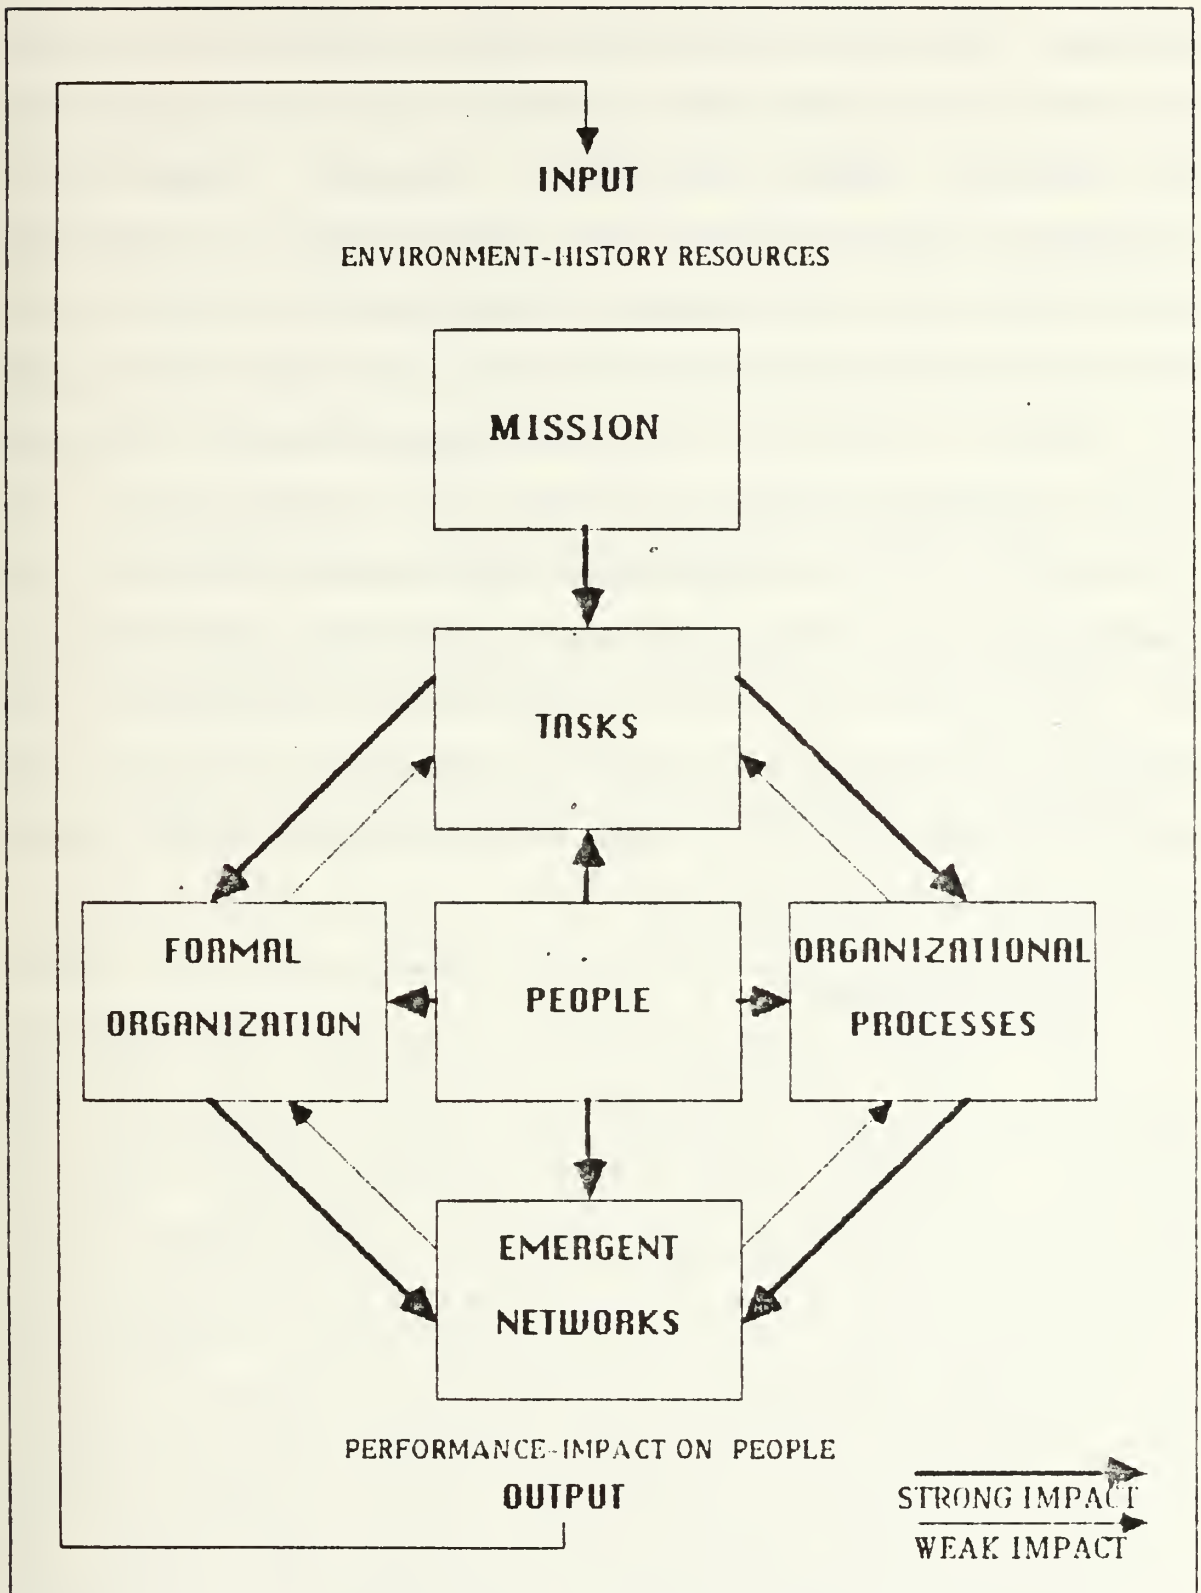 INPUT
ENVIRONMENT-HISTORY RESOURCES
MISSION
TASKS
FORMAL
ORGANIZATION
PEOPLE
ORGANIZATIONAL
PROCESSES
EMERGENT
NETWORKS
PERFORMANCE-IMPACT ON PEOPLE
OUTPUT
STRONG IMPACT
WEAK IMPACT